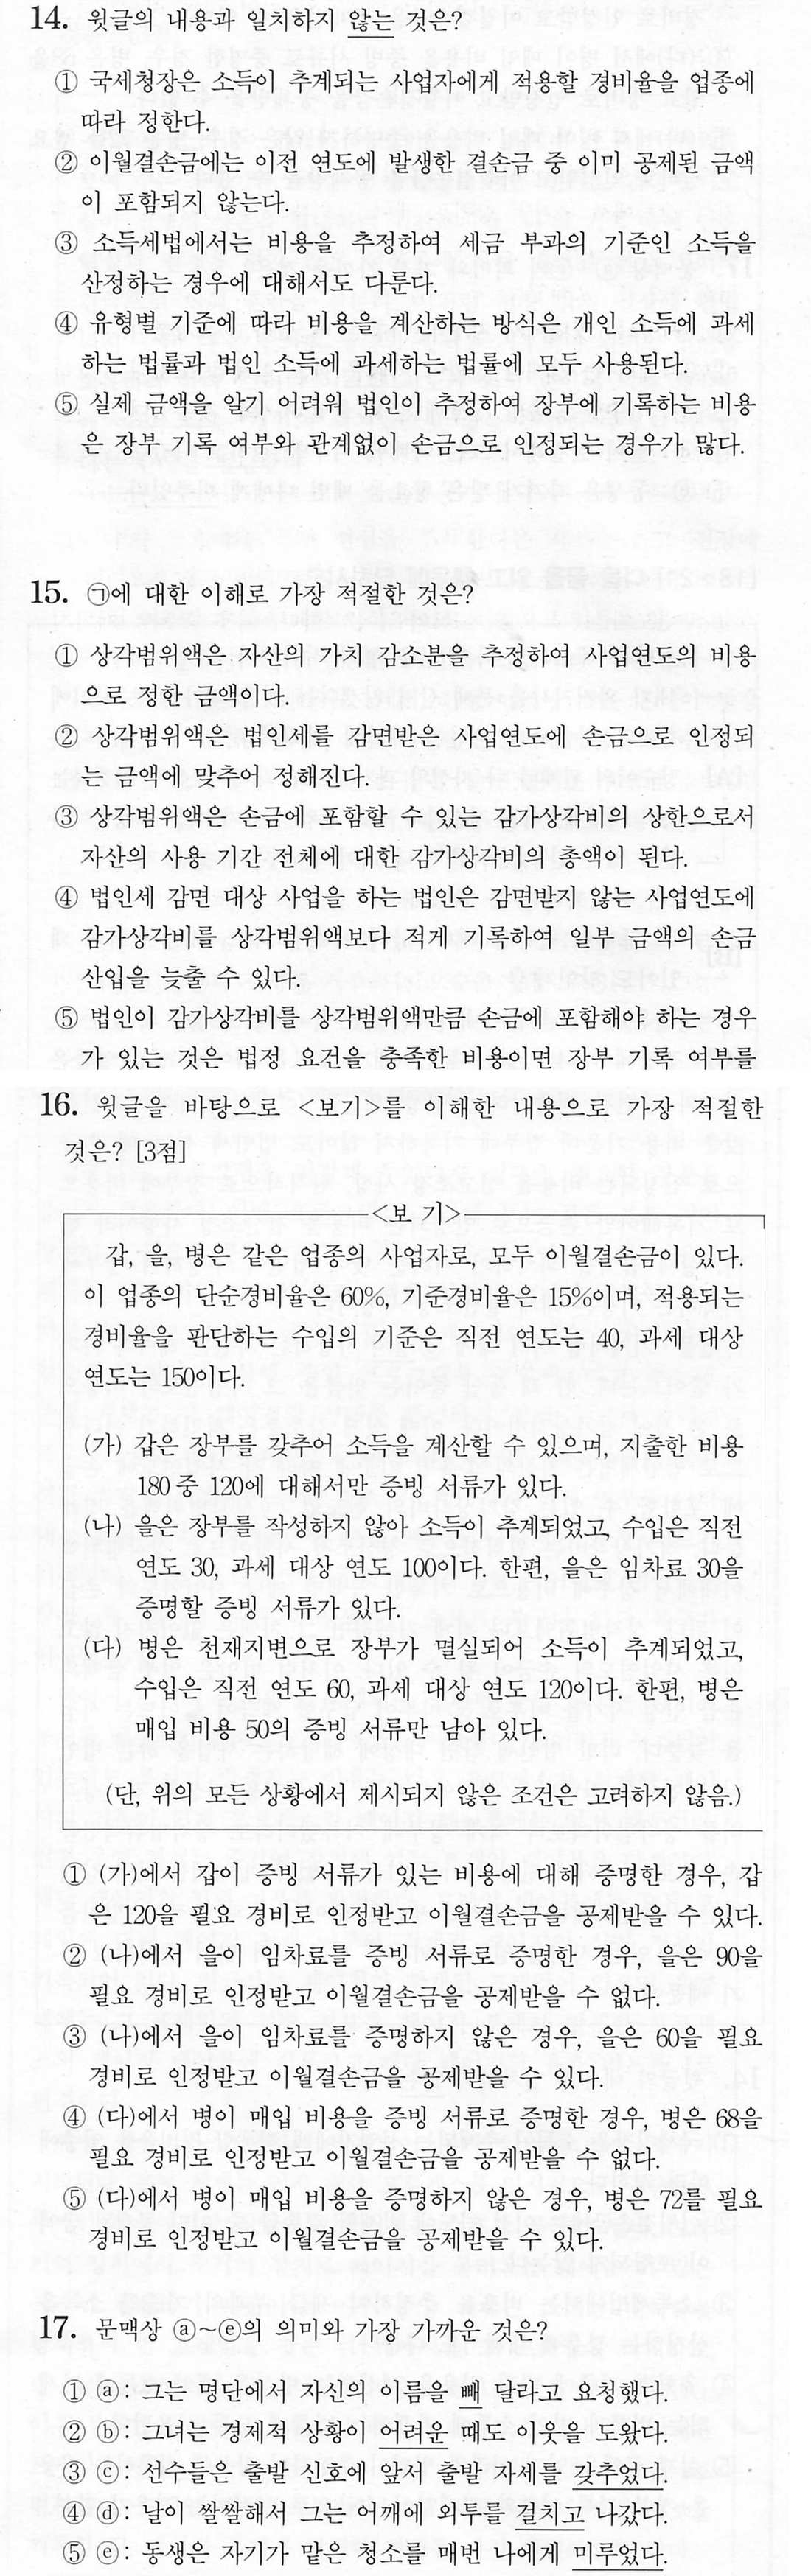 14. 윗글의 내용과 일치하지 않는 것은?
① 국세청장은 소득이 추계되는 사업자에게 적용할 경비율을 업종에
따라 정한다.
② 이월결손금에는 이전 연도에 발생한 결손금 중 이미 공제된 금액
이 포함되지 않는다.
③ 소득세법에서는 비용을 추정하여 세금 부과의 기준인 소득을
산정하는 경우에 대해서도 다룬다.
④ 유형별 기준에 따라 비용을 계산하는 방식은 개인 소득에 과세
하는 법률과 법인 소득에 과세하는 법률에 모두 사용된다.
⑤ 실제 금액을 알기 어려워 법인이 추정하여 장부에 기록하는 비용
은 장부 기록 여부와 관계없이 손금으로 인정되는 경우가 많다.
15. ㉠에 대한 이해로 가장 적절한 것은?
① 상각범위액은 자산의 가치 감소분을 추정하여 사업연도의 비용
으로 정한 금액이다.
② 상각범위액은 법인세를 감면받은 사업연도에 손금으로 인정되
는 금액에 맞추어 정해진다.
③ 상각범위액은 손금에 포함할 수 있는 감가상각비의 상한으로서
자산의 사용 기간 전체에 대한 감가상각비의 총액이 된다.
④ 법인세 감면 대상 사업을 하는 법인은 감면받지 않는 사업연도에
감가상각비를 상각범위액보다 적게 기록하여 일부 금액의 손금
산입을 늦출 수 있다.
⑤ 법인이 감가상각비를 상각범위액만큼 손금에 포함해야 하는 경우
가 있는 것은 법정 요건을 충족한 비용이면 장부 기록 여부를
16. 윗글을 바탕으로 <보기>를 이해한 내용으로 가장 적절한
것은? [3점]
<보 기>
갑, 을, 병은 같은 업종의 사업자로, 모두 이월결손금이 있다.
이 업종의 단순경비율은 60%, 기준경비율은 15%이며, 적용되는
경비율을 판단하는 수입의 기준은 직전 연도는 40, 과세 대상
연도는 150이다.
(가) 갑은 장부를 갖추어 소득을 계산할 수 있으며, 지출한 비용
180 중 120에 대해서만 증빙 서류가 있다.
(나) 을은 장부를 작성하지 않아 소득이 추계되었고, 수입은 직전
연도 30, 과세 대상 연도 100이다. 한편, 을은 임차료 30을
증명할 증빙 서류가 있다.
(다) 병은 천재지변으로 장부가 멸실되어 소득이 추계되었고,
수입은 직전 연도 60, 과세 대상 연도 120이다. 한편, 병은
매입 비용 50의 증빙 서류만 남아 있다.
(단, 위의 모든 상황에서 제시되지 않은 조건은 고려하지 않음.)
① (가)에서 갑이 증빙 서류가 있는 비용에 대해 증명한 경우, 갑
은 120을 필요 경비로 인정받고 이월결손금을 공제받을 수 있다.
② (나)에서 을이 임차료를 증빙 서류로 증명한 경우, 을은 90을
필요 경비로 인정받고 이월결손금을 공제받을 수 없다.
③ (나)에서 을이 임차료를 증명하지 않은 경우, 을은 60을 필요
경비로 인정받고 이월결손금을 공제받을 수 있다.
④ (다)에서 병이 매입 비용을 증빙 서류로 증명한 경우, 병은 68을
필요 경비로 인정받고 이월결손금을 공제받을 수 없다.
⑤ (다)에서 병이 매입 비용을 증명하지 않은 경우, 병은 72를 필요
경비로 인정받고 이월결손금을 공제받을 수 있다.
17. 문맥상 ⓐ~ⓔ의 의미와 가장 가까운 것은?
① ⓐ: 그는 명단에서 자신의 이름을 빼 달라고 요청했다.
② ⓑ: 그녀는 경제적 상황이 어려운 때도 이웃을 도왔다.
③ ⓒ: 선수들은 출발 신호에 앞서 출발 자세를 갖추었다.
④ ⓓ: 날이 쌀쌀해서 그는 어깨에 외투를 걸치고 나갔다.
⑤ ⓔ: 동생은 자기가 맡은 청소를 매번 나에게 미루었다.